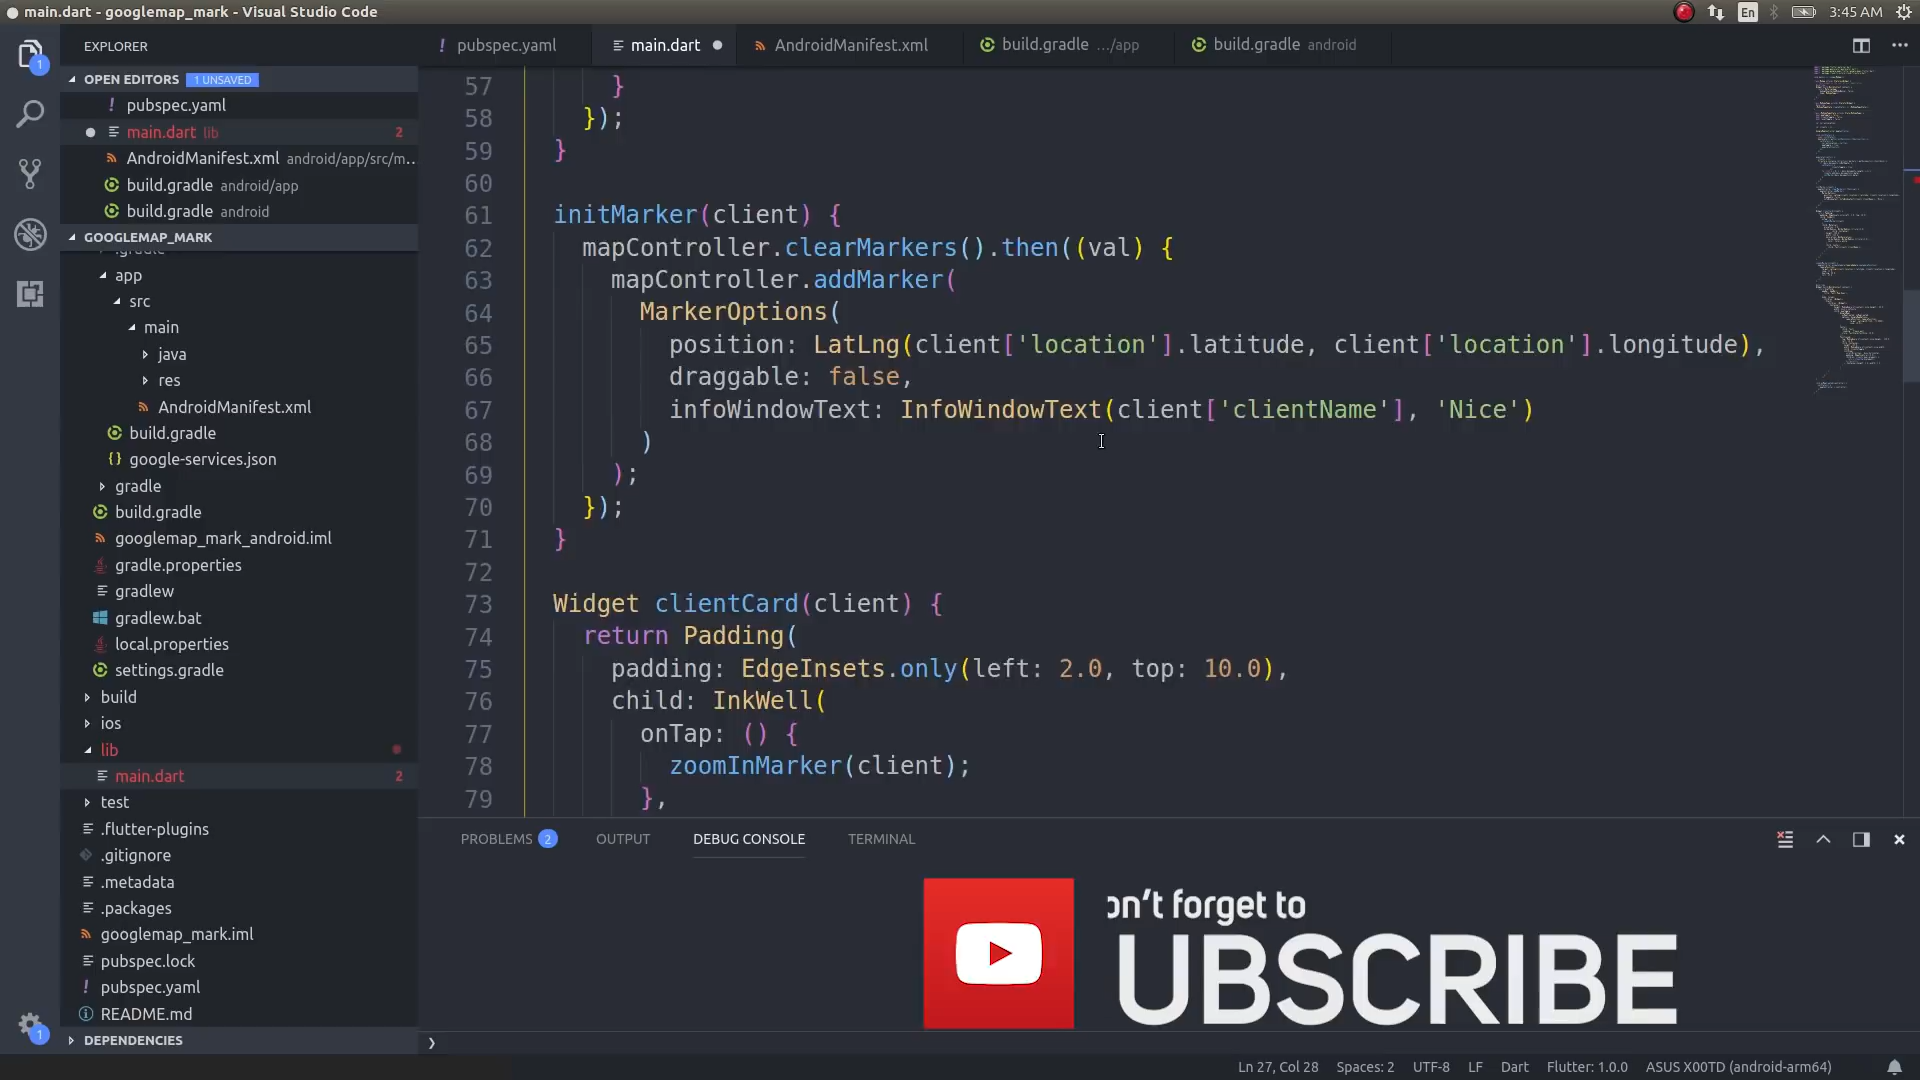 main.dart - googlemap_mark - Visual Studio Code
En
3:45 AM
EXPLORER
1
OPEN EDITORS 1 UNSAVED
! pubspec.yaml
main.dart lib 2
AndroidManifest.xml android/app/src/m...
build.gradle android/app
build.gradle android
GOOGLEMAP_MARK
.gradle
app
src
main
java
res
AndroidManifest.xml
build.gradle
{} google-services.json
gradle
build.gradle
googlemap_mark_android.iml
gradle.properties
gradlew
gradlew.bat
local.properties
settings.gradle
build
ios
lib
main.dart 2
test
.flutter-plugins
.gitignore
.metadata
.packages
googlemap_mark.iml
pubspec.lock
! pubspec.yaml
README.md
1
DEPENDENCIES
! pubspec.yaml
main.dart
AndroidManifest.xml
build.gradle .../app
build.gradle android
57 }
58 });
59 }
60
61 initMarker(client) {
62 mapController.clearMarkers().then((val) {
63 mapController.addMarker(
64 MarkerOptions(
65 position: LatLng(client['location'].latitude, client['location'].longitude),
66 draggable: false,
67 infoWindowText: InfoWindowText(client['clientName'], 'Nice')
68 )
69 );
70 });
71 }
72
73 Widget clientCard(client) {
74 return Padding(
75 padding: EdgeInsets.only(left: 2.0, top: 10.0),
76 child: InkWell(
77 onTap: () {
78 zoomInMarker(client);
79 },
PROBLEMS 2 OUTPUT DEBUG CONSOLE TERMINAL
on't forget to
UBSCRIBE
Ln 27, Col 28 Spaces: 2 UTF-8 LF Dart Flutter: 1.0.0 ASUS X00TD (android-arm64)